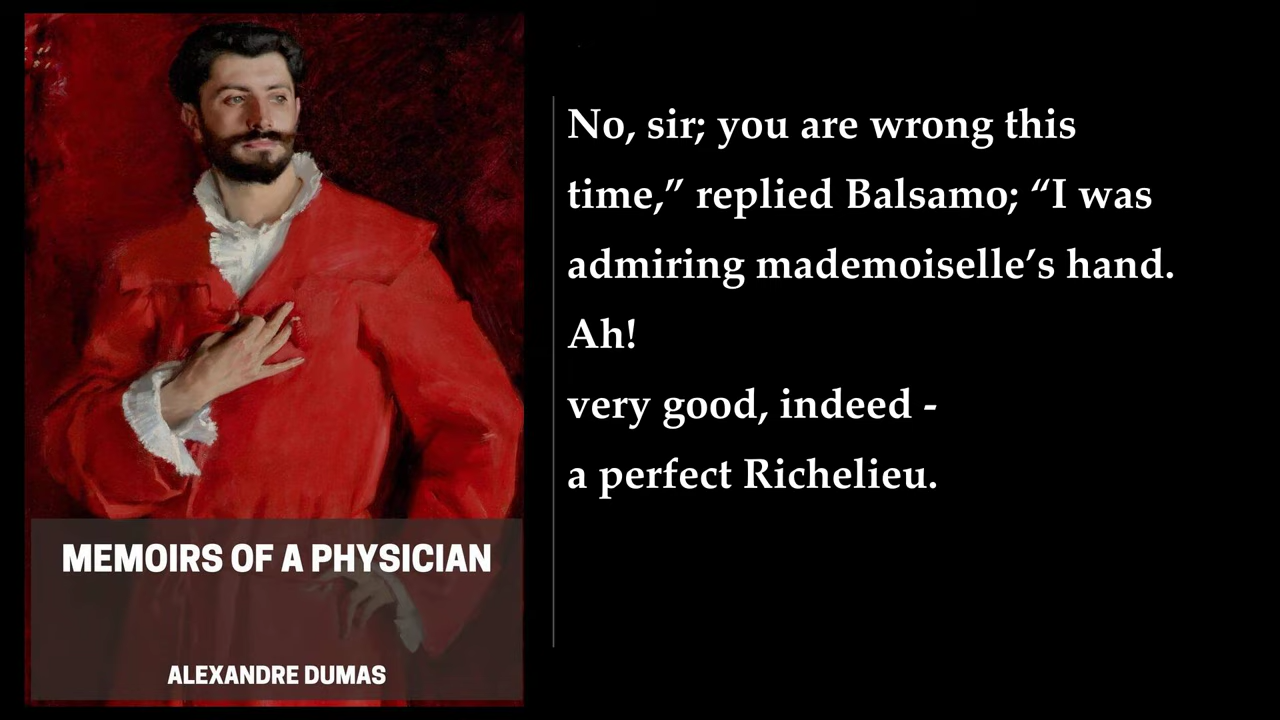 No, sir; you are wrong this
time,” replied Balsamo; “I was
admiring mademoiselle’s hand.
Ah!
very good, indeed -
a perfect Richelieu.
MEMOIRS OF A PHYSICIAN
ALEXANDRE DUMAS